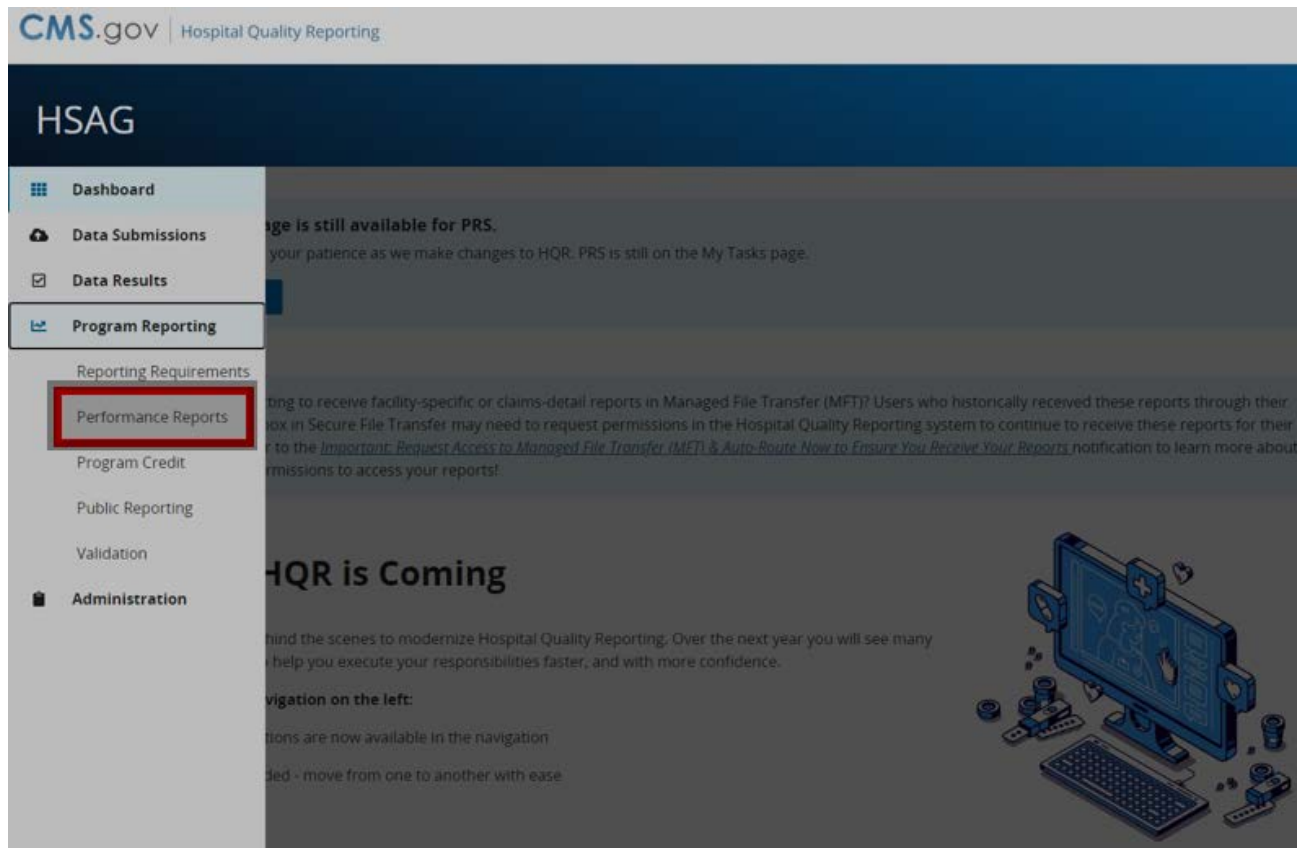 CMS.gov | Hospital Quality Reporting
HSAG
Dashboard
Data Submissions
Data Results
Program Reporting
Reporting Requirements
Performance Reports
Program Credit
Public Reporting
Validation
Administration
age is still available for PRS.
your patience as we make changes to HQR. PRS is still on the My Tasks page.
ting to receive facility-specific or claims-detail reports in Managed File Transfer (MFT)? Users who historically received these reports through their
box in Secure File Transfer may need to request permissions in the Hospital Quality Reporting system to continue to receive these reports for their
r to the Important: Request Access to Managed File Transfer (MFT) & Auto-Route Now to Ensure You Receive Your Reports notification to learn more about
rmissions to access your reports!
HQR is Coming
hind the scenes to modernize Hospital Quality Reporting. Over the next year you will see many
help you execute your responsibilities faster, and with more confidence.
vigation on the left:
tions are now available in the navigation
ded - move from one to another with ease